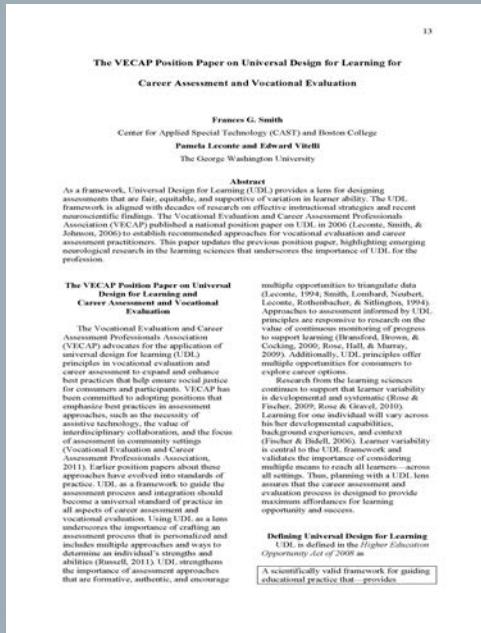 13
The VECAP Position Paper on Universal Design for Learning for
Career Assessment and Vocational Evaluation
Frances G. Smith
Center for Applied Special Technology (CAST) and Boston College
Pamela Leconte and Edward Vitelli
The George Washington University
Abstract
As a framework, Universal Design for Learning (UDL) provides a lens for designing
assessments that are fair, equitable, and supportive of variation in learner ability. The UDL
framework is aligned with decades of research on effective instructional strategies and recent
neuroscientific findings. The Vocational Evaluation and Career Assessment Professionals
Association (VECAP) published a national position paper on UDL in 2006 (Leconte, Smith, &
Johnson, 2006) to establish recommended approaches for vocational evaluation and career
assessment practitioners. This paper updates the previous position paper, highlighting emerging
neurological research in the learning sciences that underscores the importance of UDL for the
profession.
The VECAP Position Paper on Universal
Design for Learning and
Career Assessment and Vocational
Evaluation
The Vocational Evaluation and Career
Assessment Professionals Association
(VECAP) advocates for the application of
universal design for learning (UDL)
principles in vocational evaluation and
career assessment to expand and enhance
best practices that help ensure social justice
for consumers and participants. VECAP has
been committed to adopting positions that
emphasize best practices in assessment
approaches, such as the necessity of
assistive technology, the value of
interdisciplinary collaboration, and the focus
of assessment in community settings
(Vocational Evaluation and Career
Assessment Professionals Association,
2011). Earlier position papers about these
approaches have evolved into standards of
practice. UDL as a framework to guide the
assessment process and integration should
become a universal standard of practice in
all aspects of career assessment and
vocational evaluation. Using UDL as a lens
underscores the importance of crafting an
assessment process that is personalized and
includes multiple approaches and ways to
determine an individual's strengths and
abilities (Russell, 2011). UDL strengthens
the importance of assessment approaches
that are formative, authentic, and encourage
multiple opportunities to triangulate data
(Leconte, 1994; Smith, Lombard, Neubert,
Leconte, Rothenbacher, & Sitlington, 1994).
Approaches to assessment informed by UDL
principles are responsive to research on the
value of continuous monitoring of progress
to support learning (Bransford, Brown, &
Cocking, 2000; Rose, Hall, & Murray,
2009). Additionally, UDL principles offer
multiple opportunities for consumers to
explore career options.
Research from the learning sciences
continues to support that learner variability
is developmental and systematic (Rose &
Fischer, 2009; Rose & Gravel, 2010).
Learning for one individual will vary across
his/her developmental capabilities,
background experiences, and context
(Fischer & Bidell, 2006). Learner variability
is central to the UDL framework and
validates the importance of considering
multiple means to reach all learners—across
all settings. Thus, planning with a UDL lens
assures that the career assessment and
evaluation process is designed to provide
maximum affordances for learning
opportunity and success.
Defining Universal Design for Learning
UDL is defined in the Higher Education
Opportunity Act of 2008 as
A scientifically valid framework for guiding
educational practice that—provides